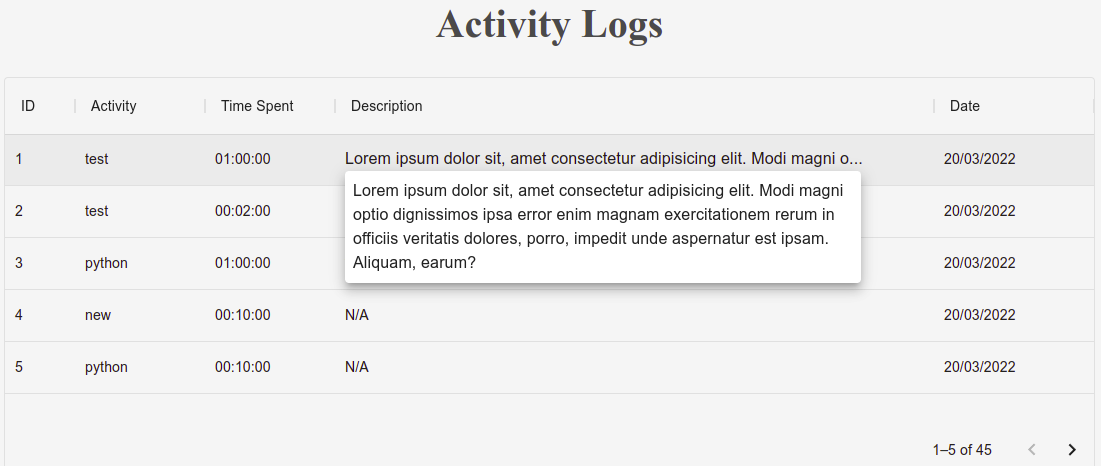 Activity Logs
ID Activity Time Spent Description Date
1 test 01:00:00 Lorem ipsum dolor sit, amet consectetur adipisicing elit. Modi magni o... 20/03/2022
Lorem ipsum dolor sit, amet consectetur adipisicing elit. Modi magni
optio dignissimos ipsa error enim magnam exercitationem rerum in
officiis veritatis dolores, porro, impedit unde aspernatur est ipsam.
Aliquam, earum?
2 test 00:02:00 20/03/2022
3 python 01:00:00 20/03/2022
4 new 00:10:00 N/A 20/03/2022
5 python 00:10:00 N/A 20/03/2022
1–5 of 45